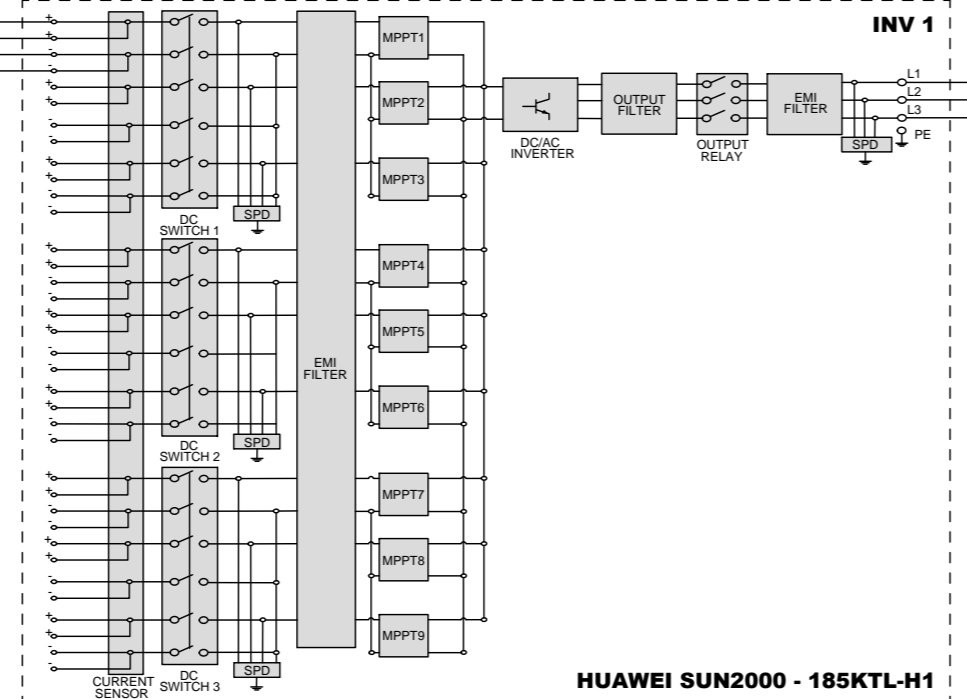 INV 1
MPPT1
MPPT2
MPPT3
MPPT4
MPPT5
MPPT6
MPPT7
MPPT8
MPPT9
DC
SWITCH 1
SPD
DC
SWITCH 2
SPD
DC
SWITCH 3
SPD
CURRENT
SENSOR
EMI
FILTER
DC/AC
INVERTER
OUTPUT
FILTER
OUTPUT
RELAY
EMI
FILTER
SPD
L1
L2
L3
PE
HUAWEI SUN2000 - 185KTL-H1